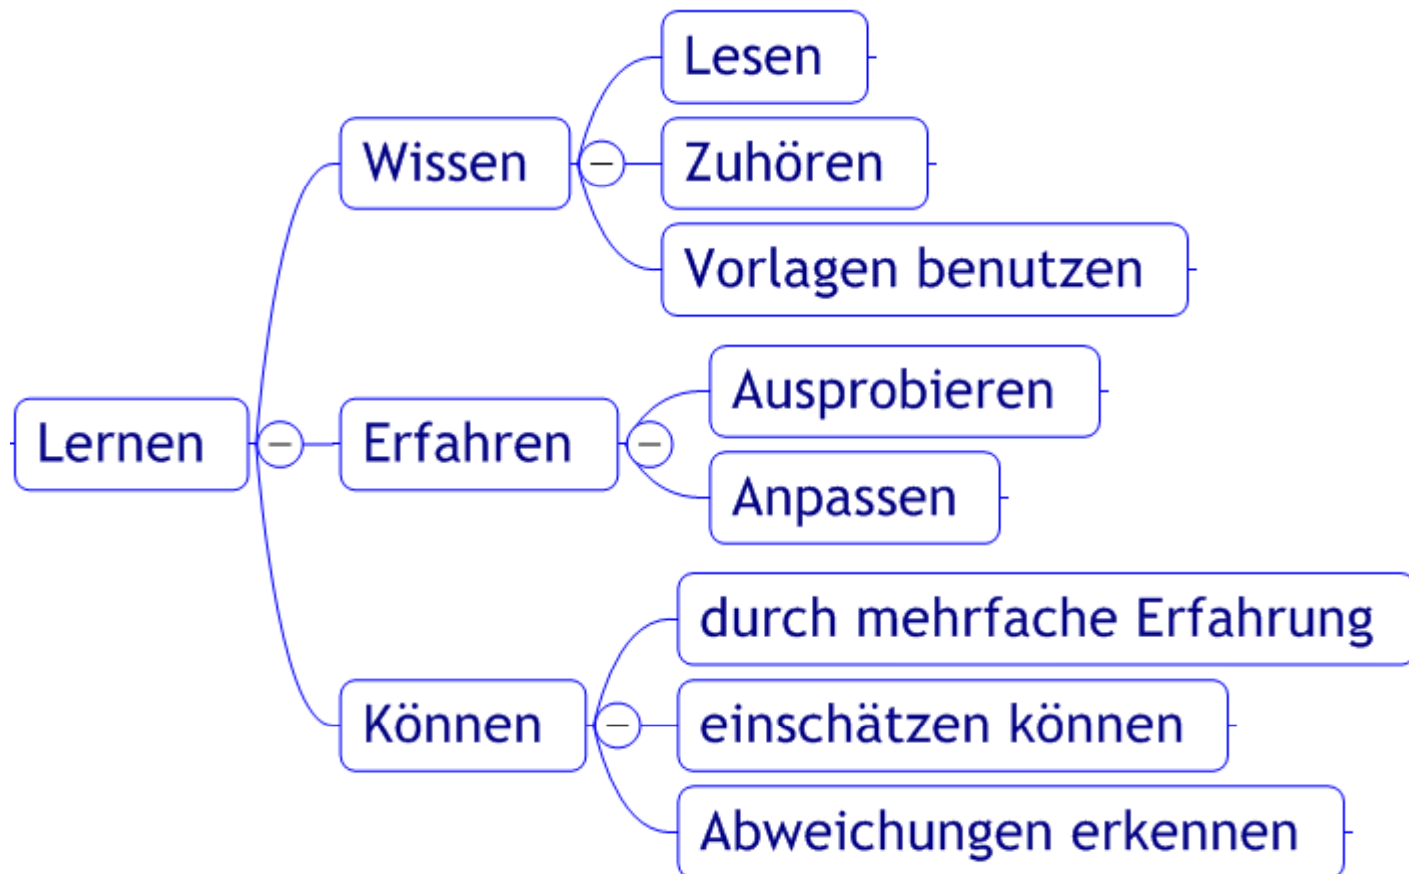 Lernen
Wissen
Lesen
Zuhören
Vorlagen benutzen
Erfahren
Ausprobieren
Anpassen
Können
durch mehrfache Erfahrung
einschätzen können
Abweichungen erkennen